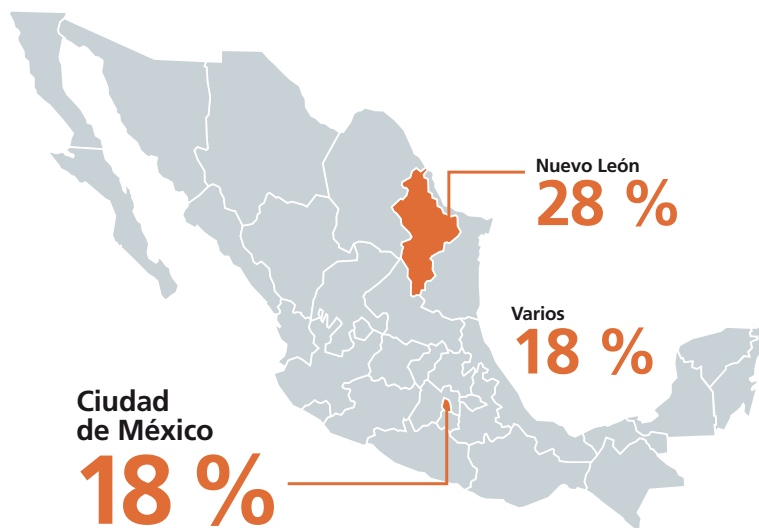 Nuevo León
28 %
Varios
18 %
Ciudad
de México
18 %